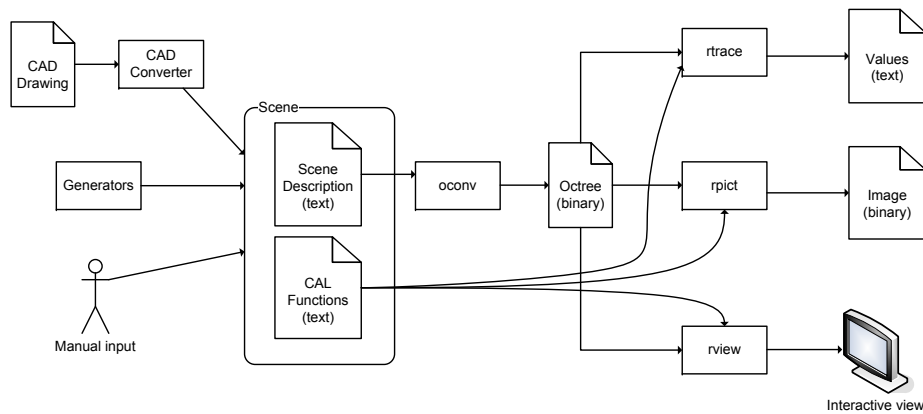 CAD
Drawing
CAD
Converter
Generators
Manual input
Scene
Scene
Description
(text)
CAL
Functions
(text)
oconv
Octree
(binary)
rtrace
rpict
rview
Values
(text)
Image
(binary)
Interactive view